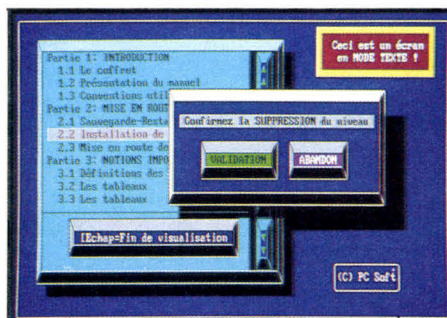 Ceci est un écran
en MODE TEXTE !
Partie 1: INTRODUCTION
1.1 Le coffret
1.2 Présentation du manuel
1.3 Conventions util
Partie 2: MISE EN ROUT
2.1 Sauvegarde-Resta
2.2 Installation de
2.3 Mise en route de
Partie 3: NOTIONS IMPO
3.1 Définitions des
3.2 Les tableaux
3.3 Les tableaux
Confirmez la SUPPRESSION du niveau
VALIDATION ABANDON
[Echap=Fin de visualisation
(C) PC Soft